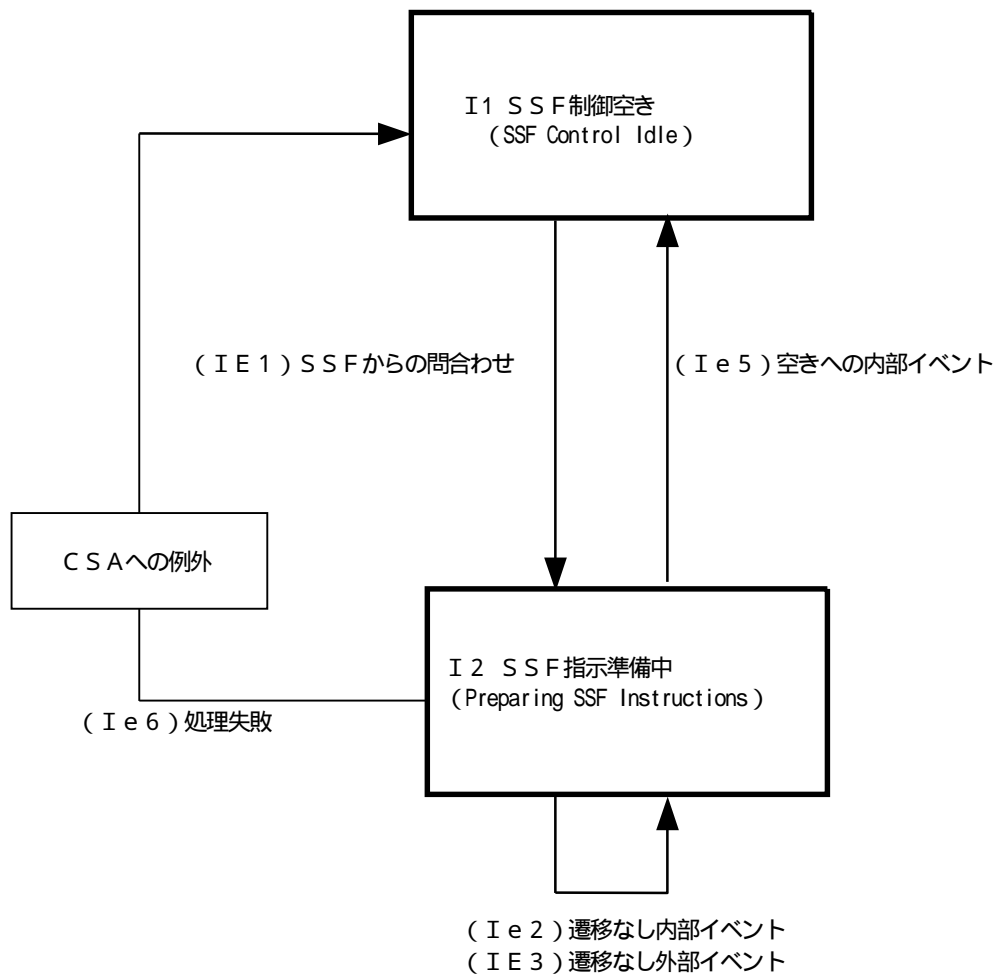 Ｉ1 ＳＳＦ制御空き
（SSF Control Idle）
（ＩＥ１）ＳＳＦからの問合わせ
（Ｉｅ５）空きへの内部イベント
ＣＳＡへの例外
Ｉ２ ＳＳＦ指示準備中
（Preparing SSF Instructions）
（Ｉｅ６）処理失敗
（Ｉｅ２）遷移なし内部イベント
（ＩＥ３）遷移なし外部イベント